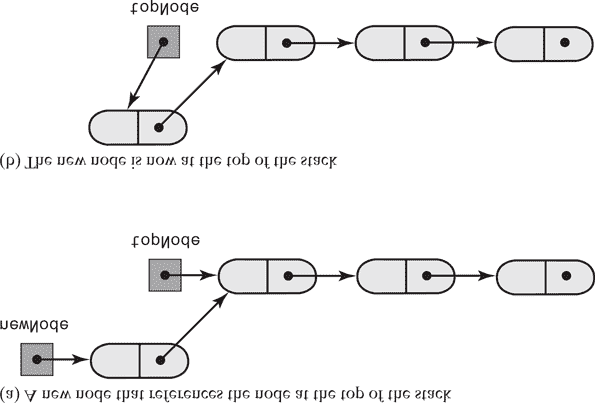 (a) A new node that references the node at the top of the stack
newNode
topNode
(b) The new node is now at the top of the stack
topNode